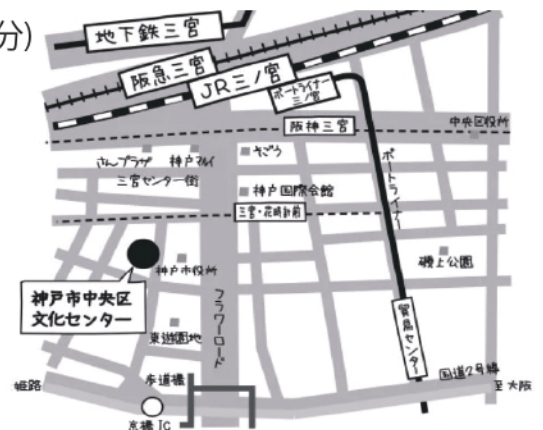 分)
地下鉄三宮
阪急三宮
JR三ノ宮
ポートライナー
三ノ宮
阪神三宮
中央区役所
さんプラザ
神戸マルイ
そごう
三宮センター街
神戸国際会館
ポートライナー
三宮・花時計前
神戸市役所
磯上公園
神戸市中央区
文化センター
フラワーロード
東遊園地
貿易センター
姫路
歩道橋
国道2号線
至大阪
京橋IC